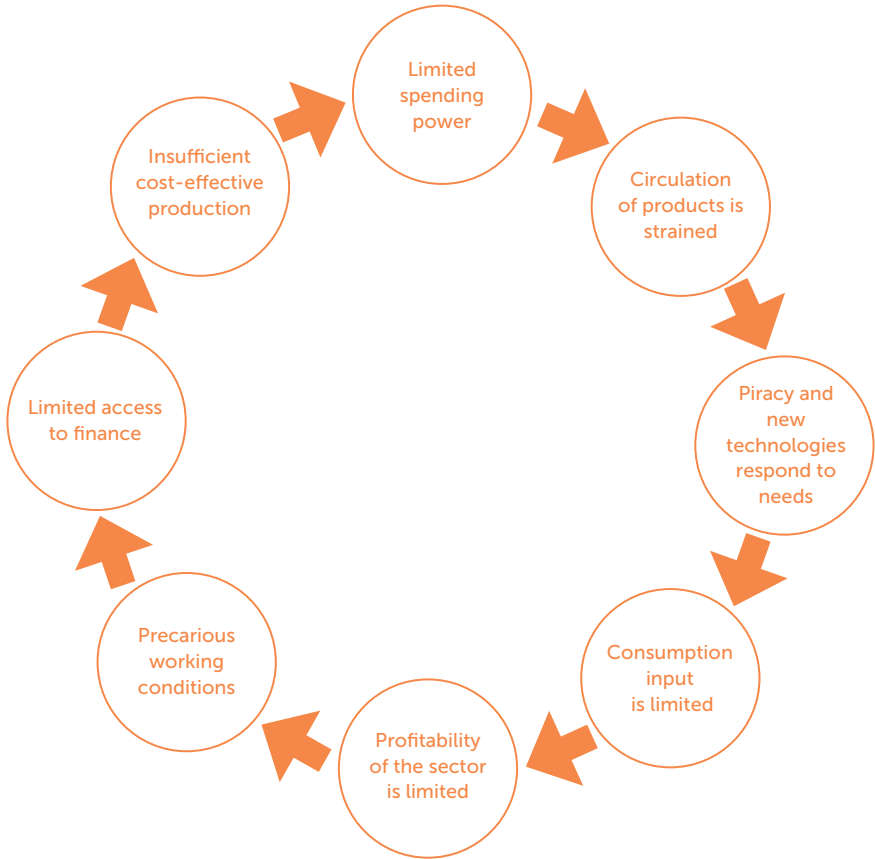 Limited
spending
power
Circulation
of products is
strained
Piracy and
new
technologies
respond to
needs
Consumption
input
is limited
Profitability
of the sector
is limited
Precarious
working
conditions
Limited access
to finance
Insufficient
cost-effective
production